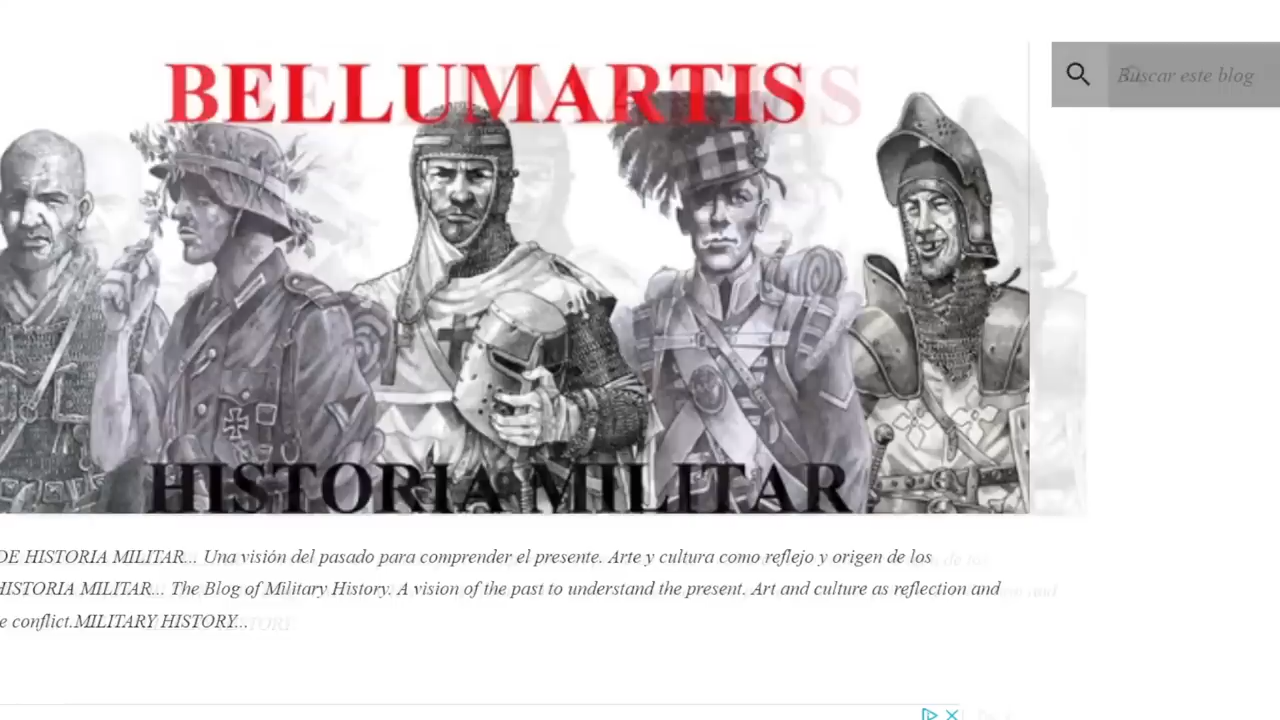 BELLUMARTIS
Buscar este blog
HISTORIA MILITAR
DE HISTORIA MILITAR... Una visión del pasado para comprender el presente. Arte y cultura como reflejo y origen de los
HISTORIA MILITAR... The Blog of Military History. A vision of the past to understand the present. Art and culture as reflection and
e conflict.MILITARY HISTORY...